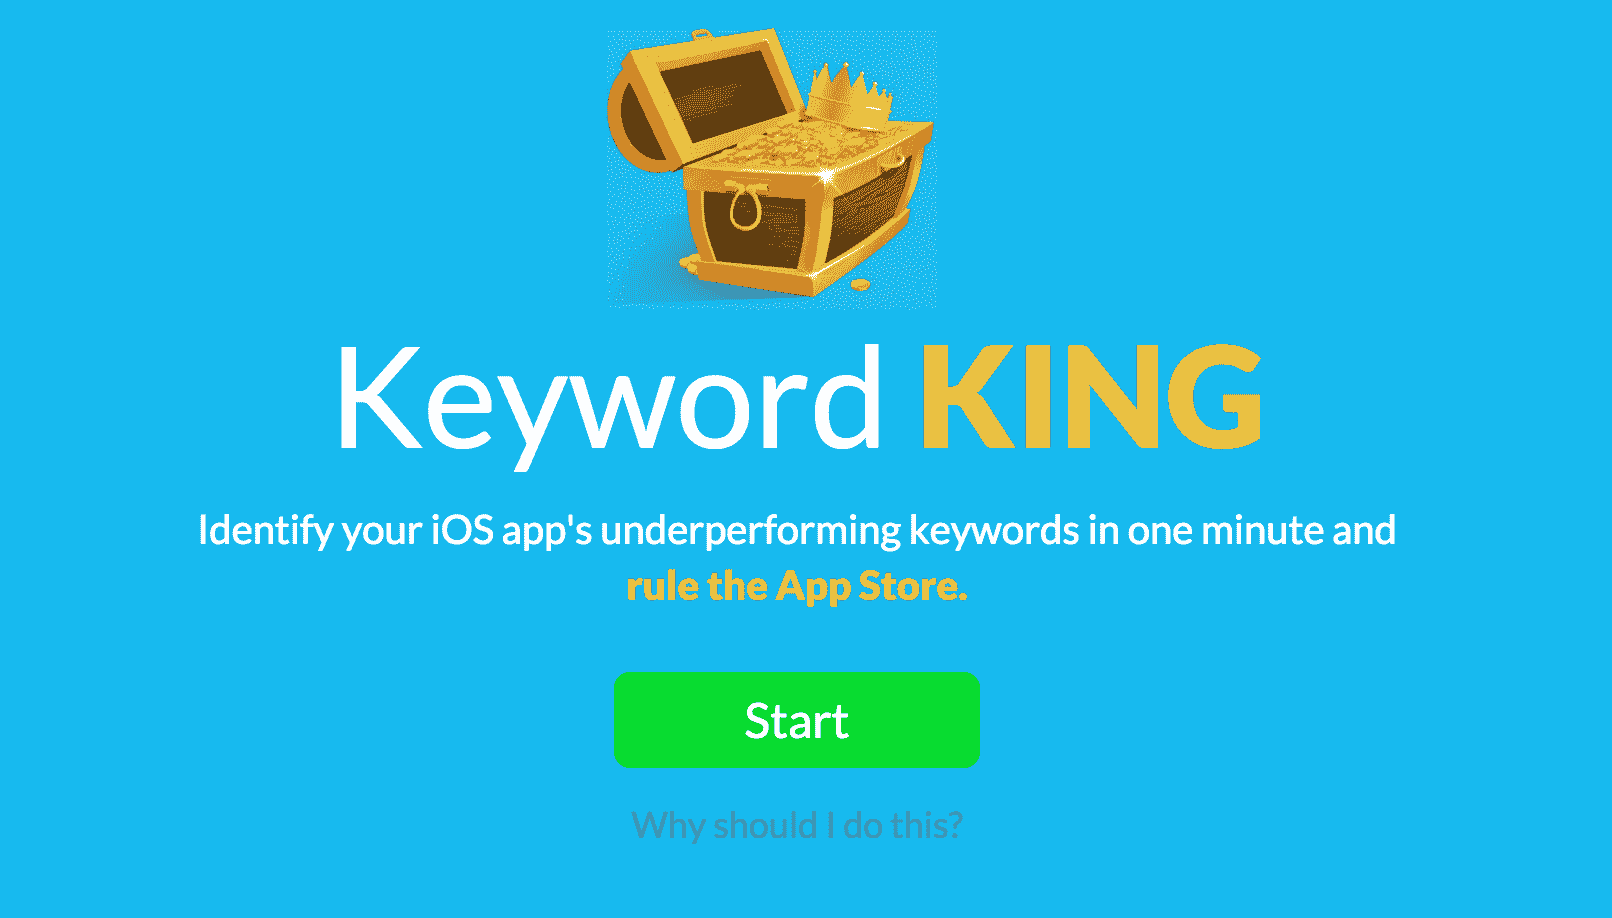 Keyword KING
Identify your iOS app's underperforming keywords in one minute and
rule the App Store.
Start
Why should I do this?